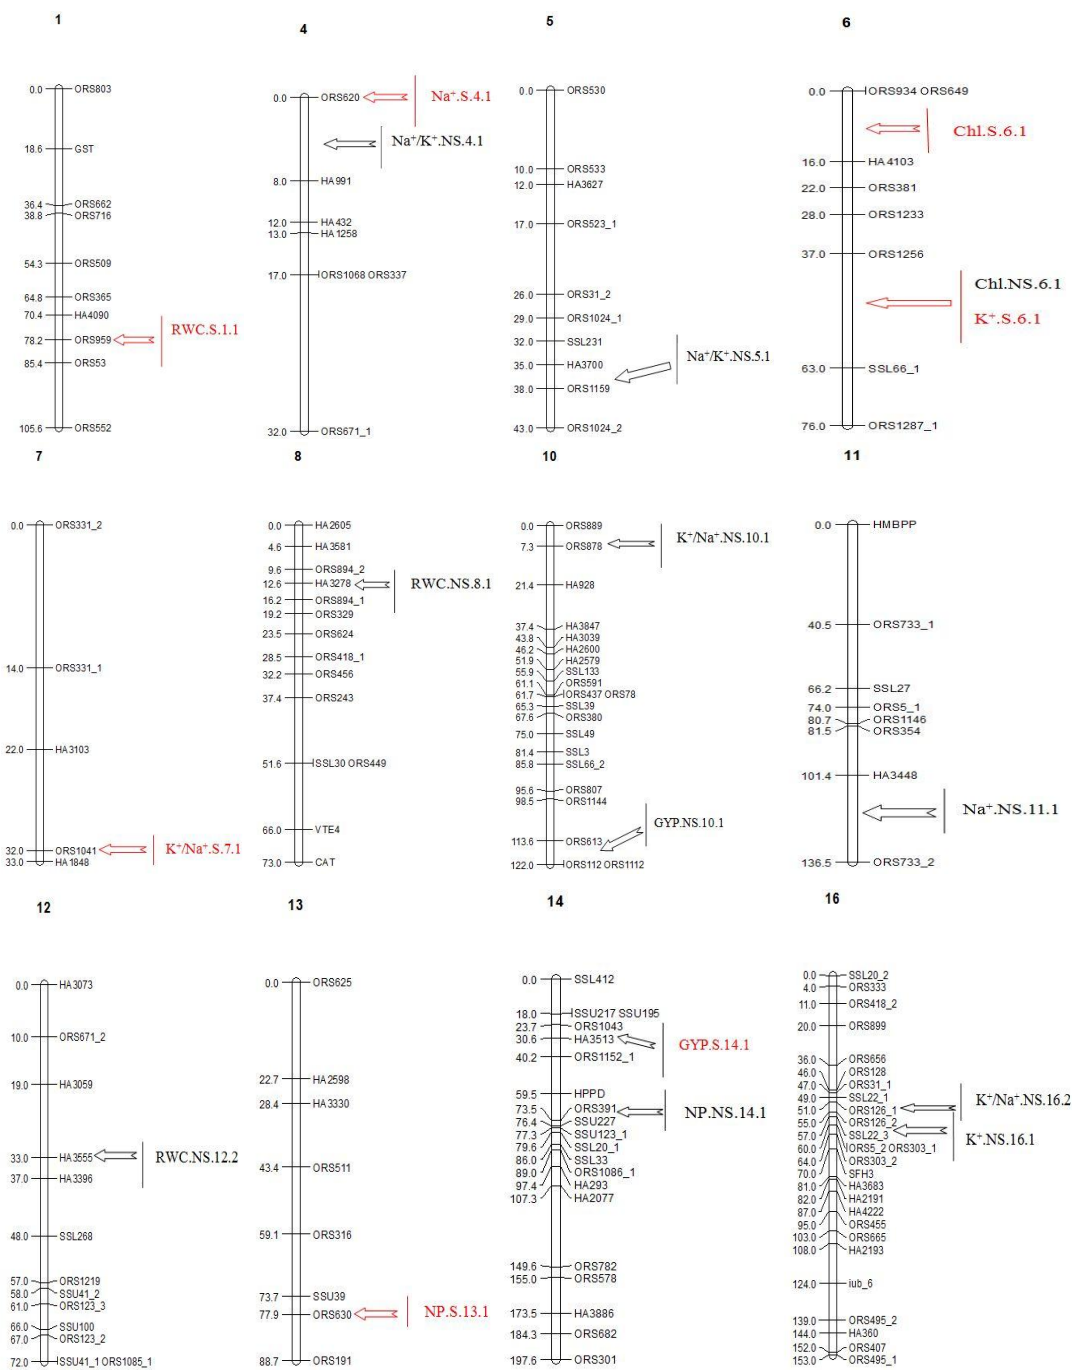 1
0.0 ORS803
18.6 GST
36.4 ORS662
38.8 ORS716
54.3 ORS509
64.8 ORS365
70.4 HA4090
78.2 ORS959
85.4 ORS53
105.6 ORS552
RWC.S.1.1
4
0.0 ORS620
8.0 HA991
12.0 HA432
13.0 HA1258
17.0 ORS1068 ORS337
32.0 ORS671_1
Na⁺.S.4.1
Na⁺/K⁺.NS.4.1
5
0.0 ORS530
10.0 ORS533
12.0 HA3627
17.0 ORS523_1
26.0 ORS31_2
29.0 ORS1024_1
32.0 SSL231
35.0 HA3700
38.0 ORS1159
43.0 ORS1024_2
Na⁺/K⁺.NS.5.1
6
0.0 ORS934 ORS649
16.0 HA4103
22.0 ORS381
28.0 ORS1233
37.0 ORS1256
63.0 SSL66_1
76.0 ORS1287_1
Chl.S.6.1
Chl.NS.6.1
K⁺.S.6.1
7
0.0 ORS331_2
14.0 ORS331_1
22.0 HA3103
32.0 ORS1041
33.0 HA1848
K⁺/Na⁺.S.7.1
8
0.0 HA2605
4.6 HA3581
9.6 ORS894_2
12.6 HA3278
16.2 ORS894_1
19.2 ORS329
23.5 ORS624
28.5 ORS418_1
32.2 ORS456
37.4 ORS243
51.6 SSL30 ORS449
66.0 VTE4
73.0 CAT
RWC.NS.8.1
10
0.0 ORS889
7.3 ORS878
21.4 HA928
37.4 HA3847
43.8 HA3039
46.2 HA2600
51.9 HA2579
55.9 SSL133
61.1 ORS591
61.7 ORS437 ORS78
65.3 SSL39
67.6 ORS380
75.0 SSL49
81.4 SSL3
85.8 SSL66_2
95.6 ORS807
98.5 ORS1144
113.6 ORS613
122.0 ORS112 ORS1112
K⁺/Na⁺.NS.10.1
GYP.NS.10.1
11
0.0 HMBPP
40.5 ORS733_1
66.2 SSL27
74.0 ORS5_1
80.7 ORS1146
81.5 ORS354
101.4 HA3448
136.5 ORS733_2
Na⁺.NS.11.1
12
0.0 HA3073
10.0 ORS671_2
19.0 HA3059
33.0 HA3555
37.0 HA3396
48.0 SSL268
57.0 ORS1219
58.0 SSU41_2
61.0 ORS123_3
66.0 SSU100
67.0 ORS123_2
72.0 SSU41_1 ORS1085_1
RWC.NS.12.2
13
0.0 ORS625
22.7 HA2598
28.4 HA3330
43.4 ORS511
59.1 ORS316
73.7 SSU39
77.9 ORS630
88.7 ORS191
NP.S.13.1
14
0.0 SSL412
18.0 SSU217 SSU195
23.7 ORS1043
30.6 HA3513
40.2 ORS1152_1
59.5 HPPD
73.5 ORS391
76.4 SSU227
77.3 SSU123_1
79.6 SSL20_1
86.0 SSL33
89.0 ORS1086_1
97.4 HA293
107.3 HA2077
149.6 ORS782
155.0 ORS578
173.5 HA3886
184.3 ORS682
197.6 ORS301
GYP.S.14.1
NP.NS.14.1
16
0.0 SSL20_2
4.0 ORS333
11.0 ORS418_2
20.0 ORS899
36.0 ORS656
46.0 ORS128
47.0 ORS31_1
49.0 SSL22_1
51.0 ORS126_1
55.0 ORS126_2
57.0 SSL22_3
60.0 ORS5_2 ORS303_1
64.0 ORS303_2
70.0 SFH3
81.0 HA3683
82.0 HA2191
87.0 HA4222
95.0 ORS455
103.0 ORS665
108.0 HA2193
124.0 iub_6
139.0 ORS495_2
144.0 HA360
152.0 ORS407
153.0 ORS495_1
K⁺/Na⁺.NS.16.2
K⁺.NS.16.1